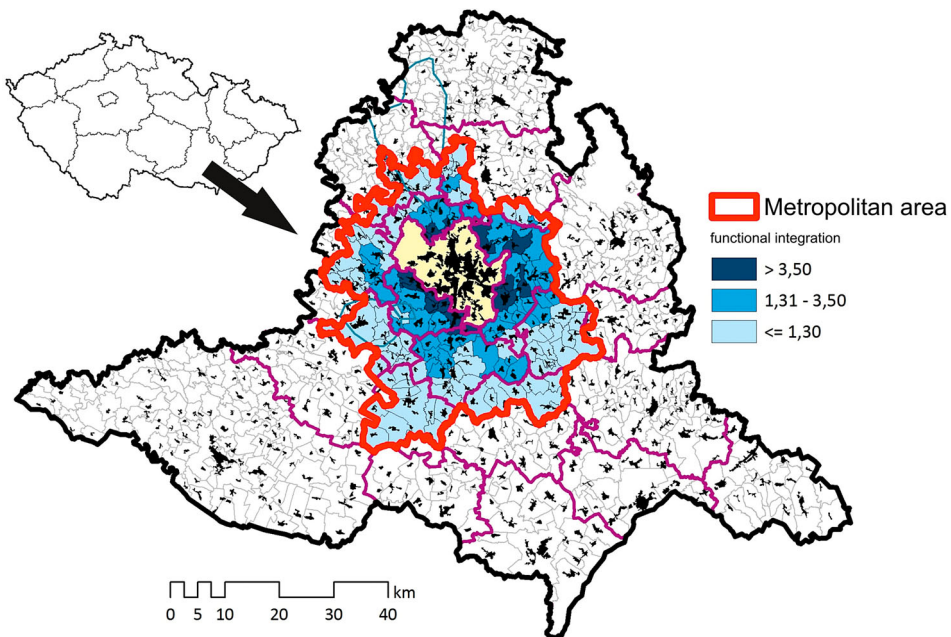 Metropolitan area
functional integration
> 3,50
1,31 - 3,50
<= 1,30
km
0 5 10 20 30 40